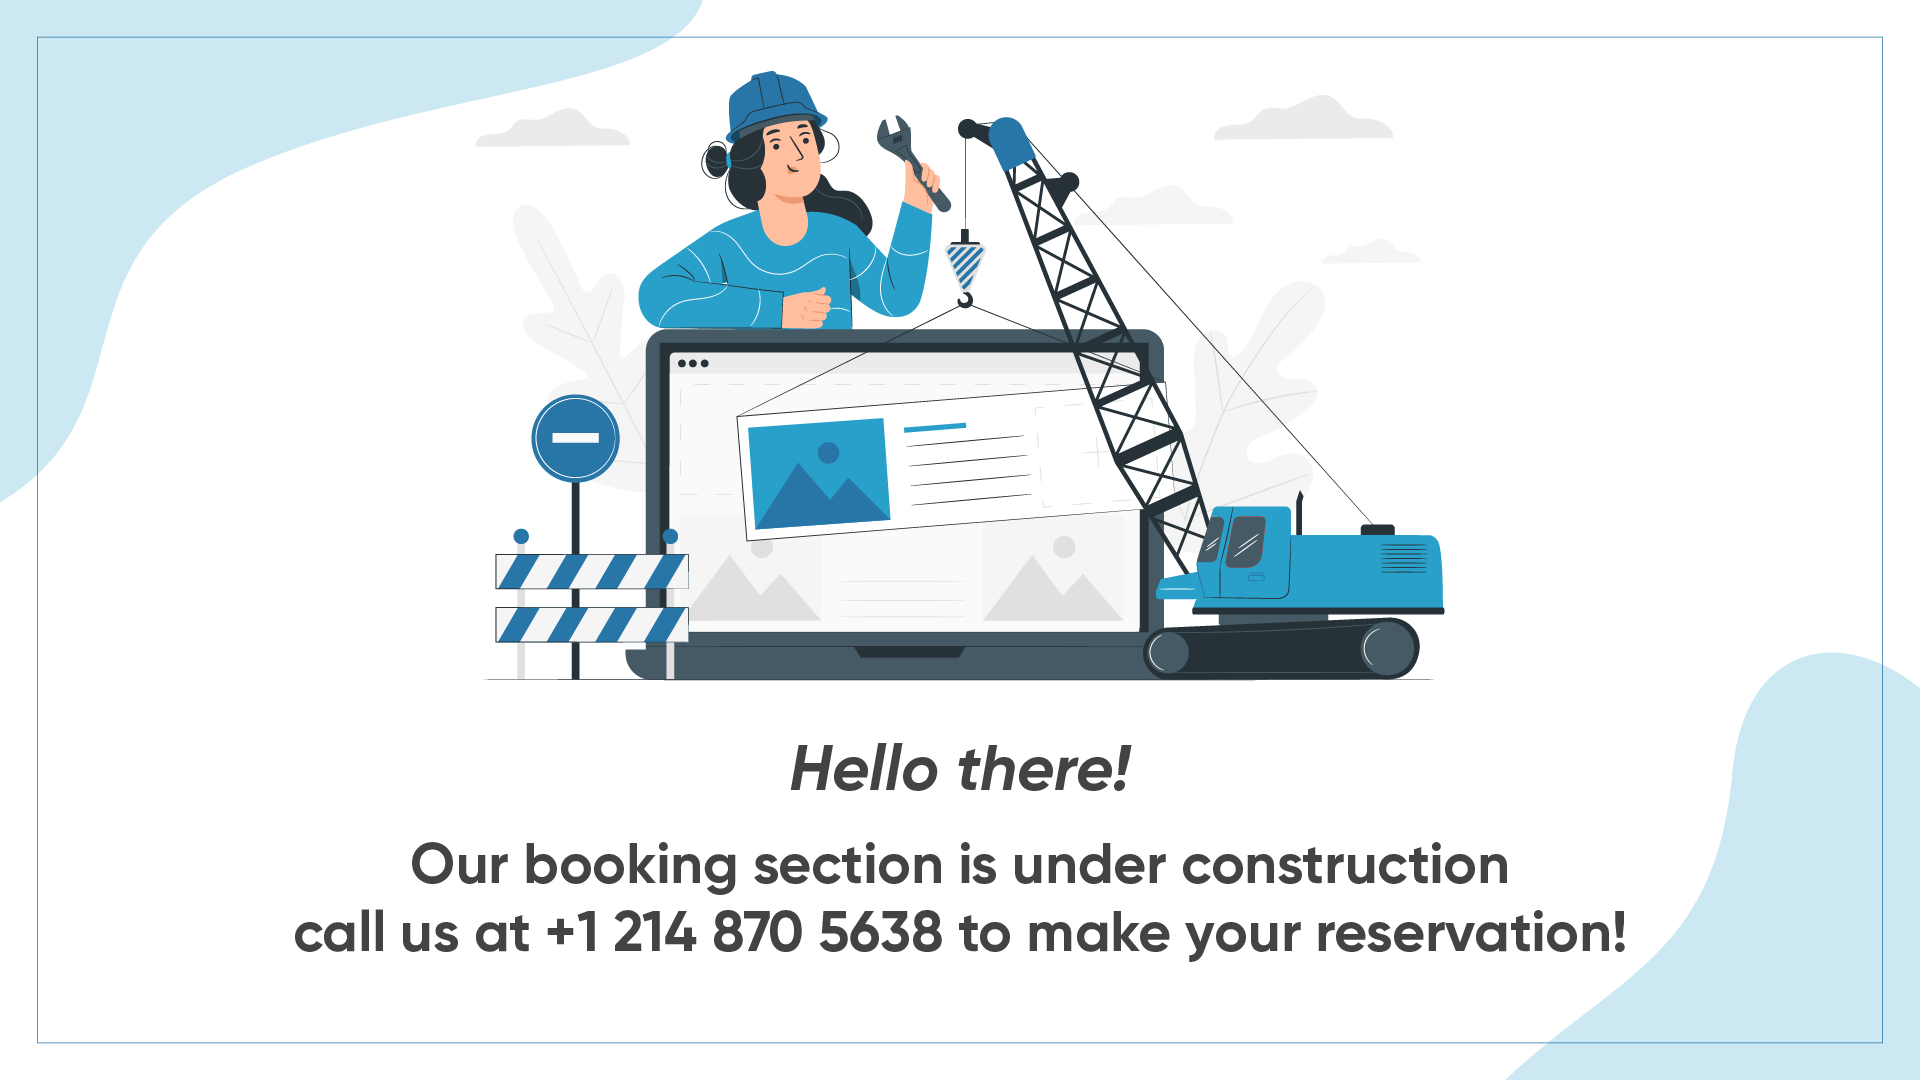 Hello there!
Our booking section is under construction
call us at +1 214 870 5638 to make your reservation!